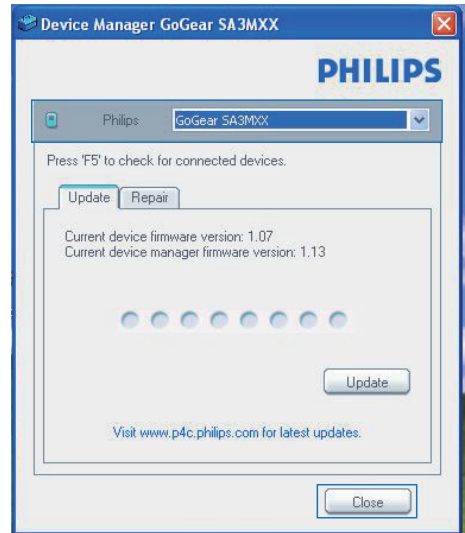 Device Manager GoGear SA3MXX
PHILIPS
Philips GoGear SA3MXX
Press 'F5' to check for connected devices.
Update Repair
Current device firmware version: 1.07
Current device manager firmware version: 1.13
Update
Visit www.p4c.philips.com for latest updates.
Close